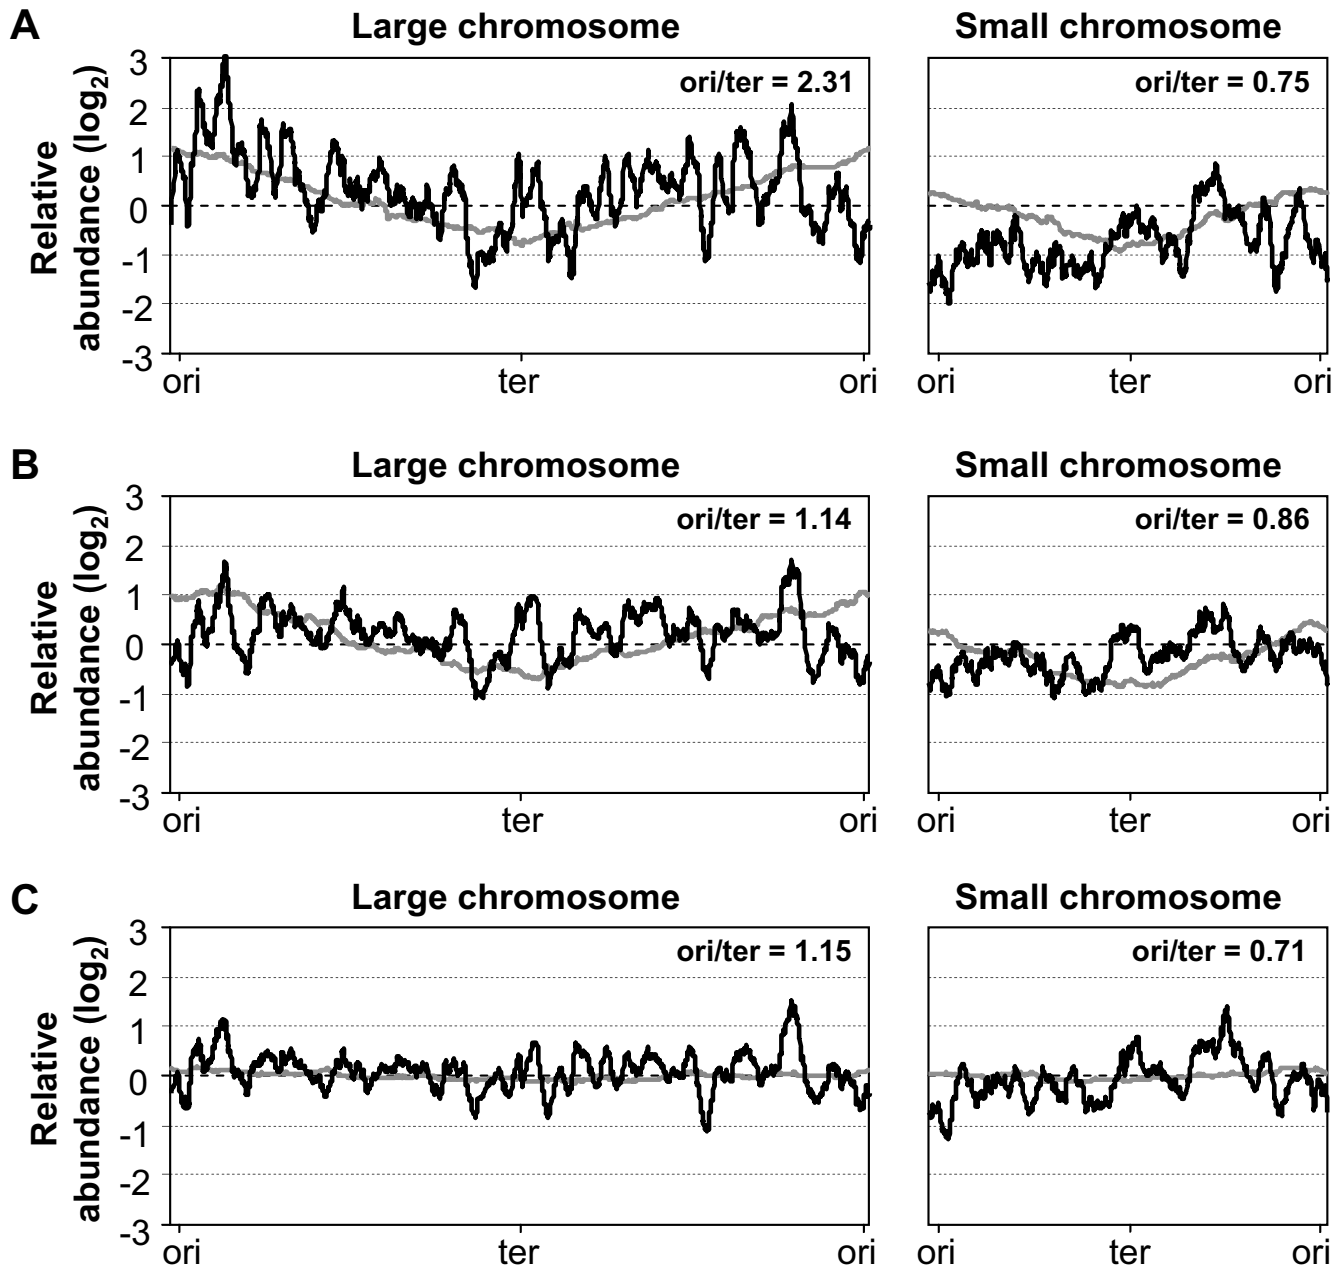 A
Large chromosome
Small chromosome
Relative
abundance (log2)
3
2
1
0
-1
-2
-3
ori/ter = 2.31
ori/ter = 0.75
ori
ter
ori
ori
ter
ori
B
Large chromosome
Small chromosome
Relative
abundance (log2)
3
2
1
0
-1
-2
-3
ori/ter = 1.14
ori/ter = 0.86
ori
ter
ori
ori
ter
ori
C
Large chromosome
Small chromosome
Relative
abundance (log2)
3
2
1
0
-1
-2
-3
ori/ter = 1.15
ori/ter = 0.71
ori
ter
ori
ori
ter
ori